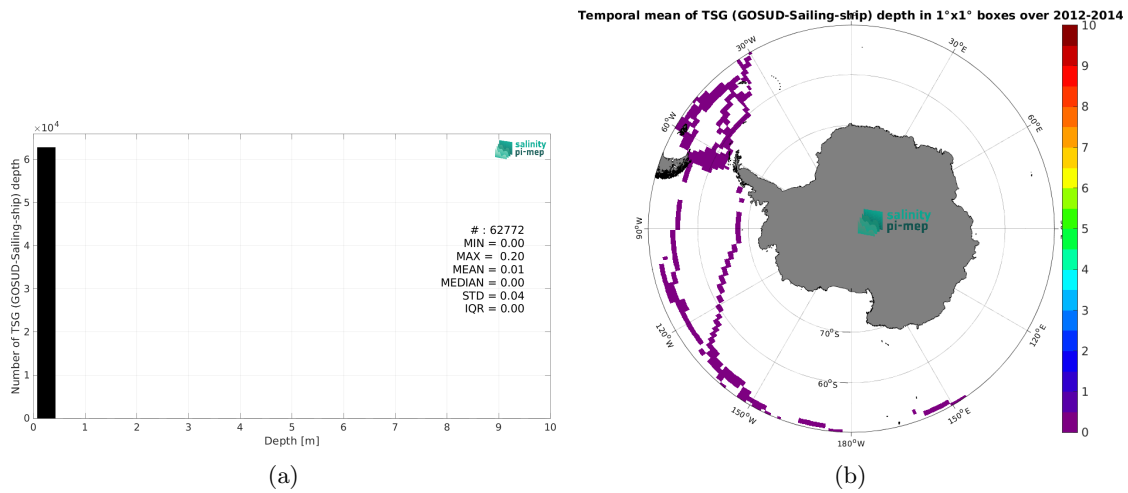 ×10⁴
6
5
4
3
2
1
0
Number of TSG (GOSUD-Sailing-ship) depth
salinity
pi-mep
# : 62772
MIN = 0.00
MAX = 0.20
MEAN = 0.01
MEDIAN = 0.00
STD = 0.04
IQR = 0.00
0 1 2 3 4 5 6 7 8 9 10
Depth [m]
(a)
Temporal mean of TSG (GOSUD-Sailing-ship) depth in 1°x1° boxes over 2012-2014
30°W
30°E
60°W
60°E
90°W
salinity
pi-mep
120°W
120°E
70°S
60°S
150°W
150°E
180°W
10
9
8
7
6
5
4
3
2
1
0
(b)